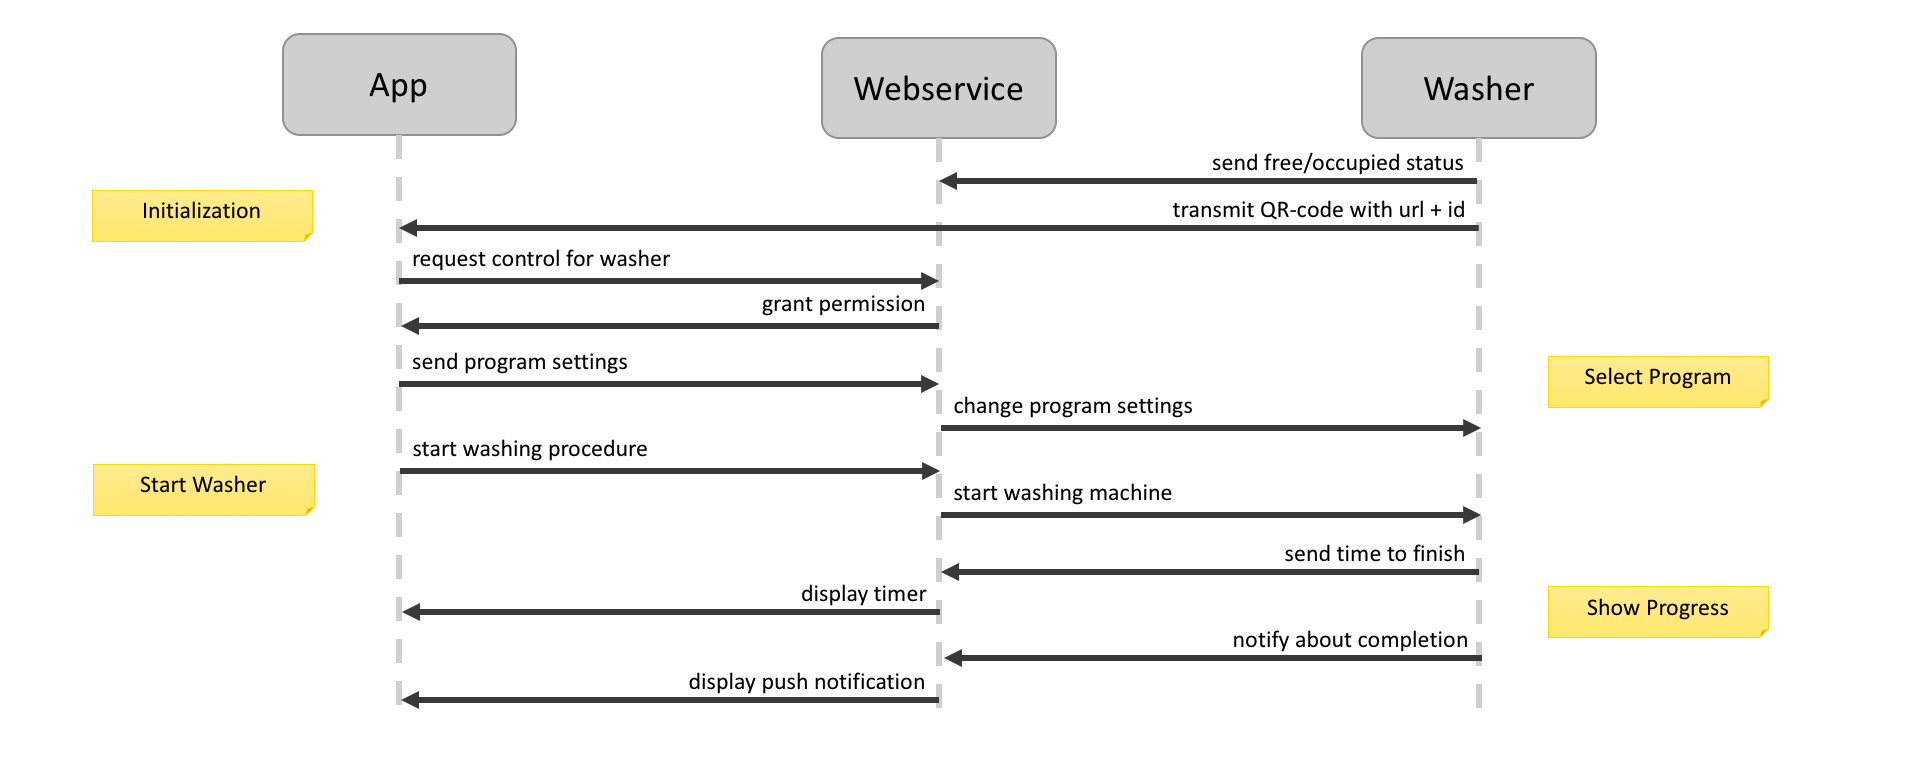 App
Webservice
Washer
send free/occupied status
Initialization
transmit QR-code with url + id
request control for washer
grant permission
send program settings
Select Program
change program settings
start washing procedure
Start Washer
start washing machine
send time to finish
display timer
Show Progress
notify about completion
display push notification